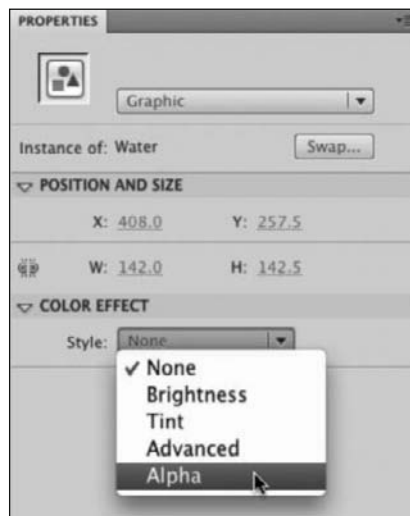 PROPERTIES
Graphic
Instance of: Water Swap...
POSITION AND SIZE
X: 408.0 Y: 257.5
W: 142.0 H: 142.5
COLOR EFFECT
Style: None
✓ None
Brightness
Tint
Advanced
Alpha